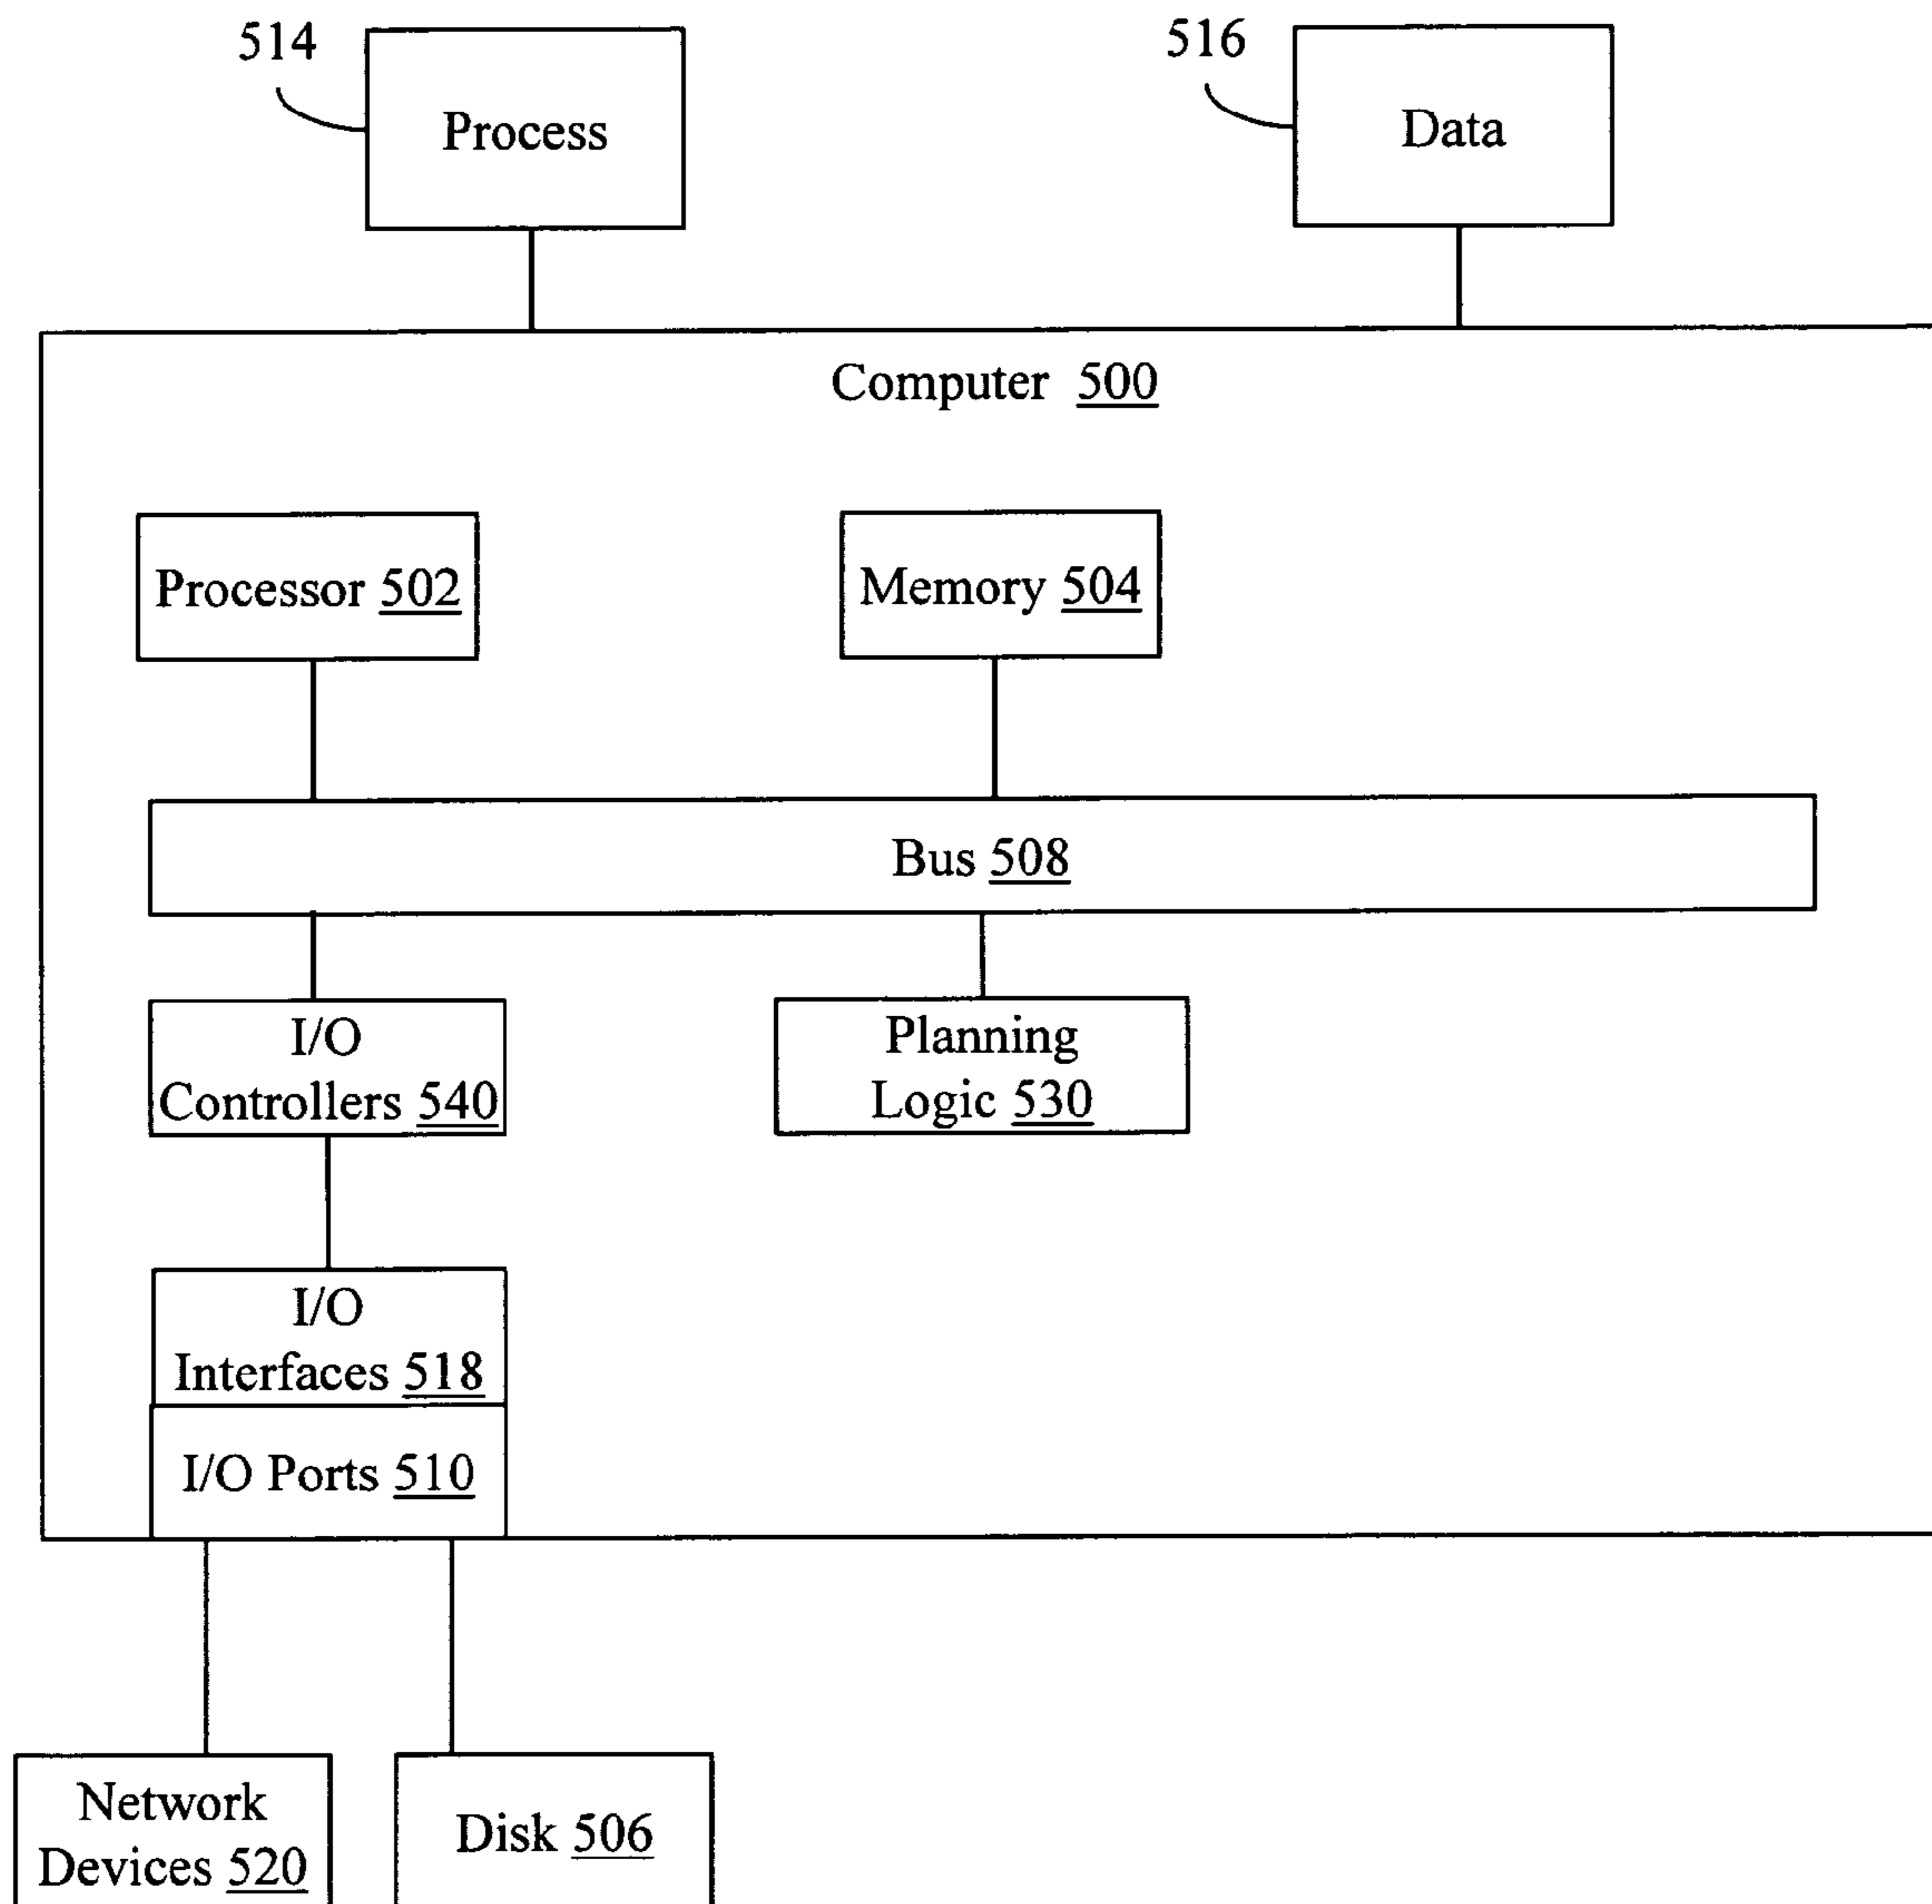 514
Process
516
Data
Computer 500
Processor 502
Memory 504
Bus 508
I/O
Controllers 540
Planning
Logic 530
I/O
Interfaces 518
I/O Ports 510
Network
Devices 520
Disk 506